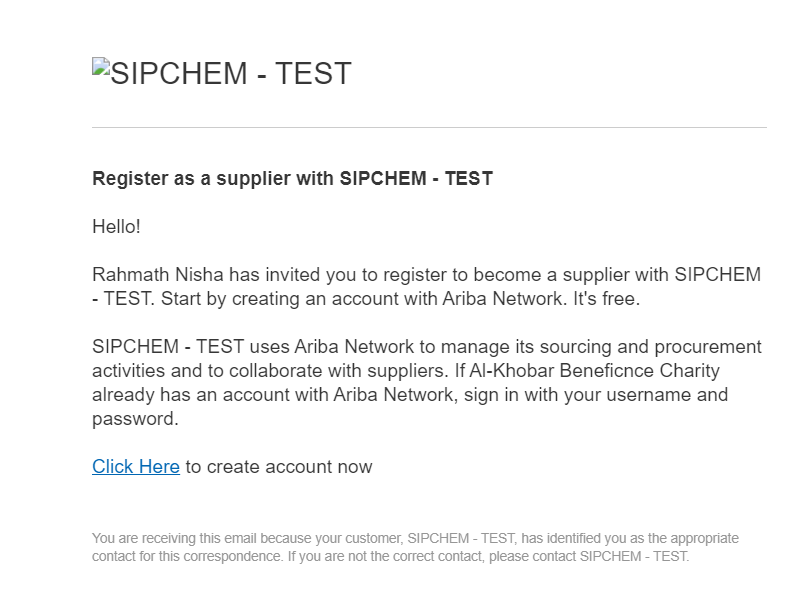 SIPCHEM - TEST
Register as a supplier with SIPCHEM - TEST
Hello!
Rahmath Nisha has invited you to register to become a supplier with SIPCHEM
- TEST. Start by creating an account with Ariba Network. It's free.
SIPCHEM - TEST uses Ariba Network to manage its sourcing and procurement
activities and to collaborate with suppliers. If Al-Khobar Beneficnce Charity
already has an account with Ariba Network, sign in with your username and
password.
Click Here to create account now
You are receiving this email because your customer, SIPCHEM - TEST, has identified you as the appropriate
contact for this correspondence. If you are not the correct contact, please contact SIPCHEM - TEST.